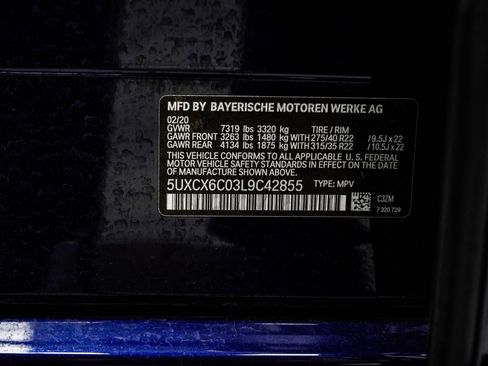 MFD BY BAYERISCHE MOTOREN WERKE AG
02/20
GVWR 7319 lbs 3320 kg TIRE / RIM
GAWR FRONT 3263 lbs 1480 kg WITH 275/40 R22 / 9.5J x 22
GAWR REAR 4134 lbs 1875 kg WITH 315/35 R22 / 10.5J x 22
THIS VEHICLE CONFORMS TO ALL APPLICABLE U.S. FEDERAL
MOTOR VEHICLE SAFETY STANDARDS IN EFFECT ON THE
DATE OF MANUFACTURE SHOWN ABOVE.
5UXCX6C03L9C42855 TYPE: MPV
C3ZM
7 320 729